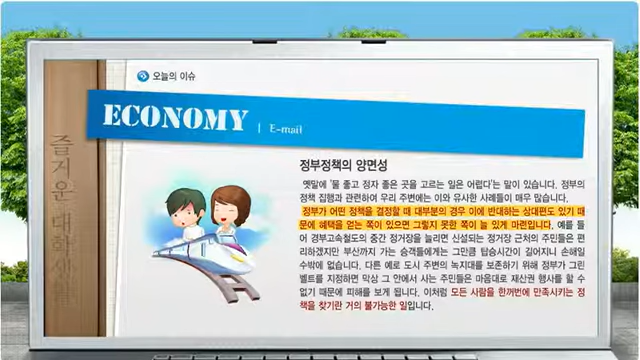 오늘의 이슈
ECONOMY | E-mail
즐거운 대학생활
정부정책의 양면성
옛말에 '물 좋고 정자 좋은 곳을 고르는 일은 어렵다'는 말이 있습니다. 정부의
정책 집행과 관련하여 우리 주변에는 이와 유사한 사례들이 매우 많습니다.
정부가 어떤 정책을 결정할 때 대부분의 경우 이에 반대하는 상대편도 있기 때
문에 혜택을 얻는 쪽이 있으면 그렇지 못한 쪽이 늘 있게 마련입니다. 예를 들
어 경부고속철도의 중간 정거장을 늘리면 신설되는 정거장 근처의 주민들은 편
리하겠지만 부산까지 가는 승객들에게는 그만큼 탑승시간이 길어지니 손해일
수밖에 없습니다. 다른 예로 도시 주변의 녹지대를 보존하기 위해 정부가 그린
벨트를 지정하면 막상 그 안에서 사는 주민들은 마음대로 재산권 행사를 할 수
없기 때문에 피해를 보게 됩니다. 이처럼 모든 사람을 한꺼번에 만족시키는 정
책을 찾기란 거의 불가능한 일입니다.